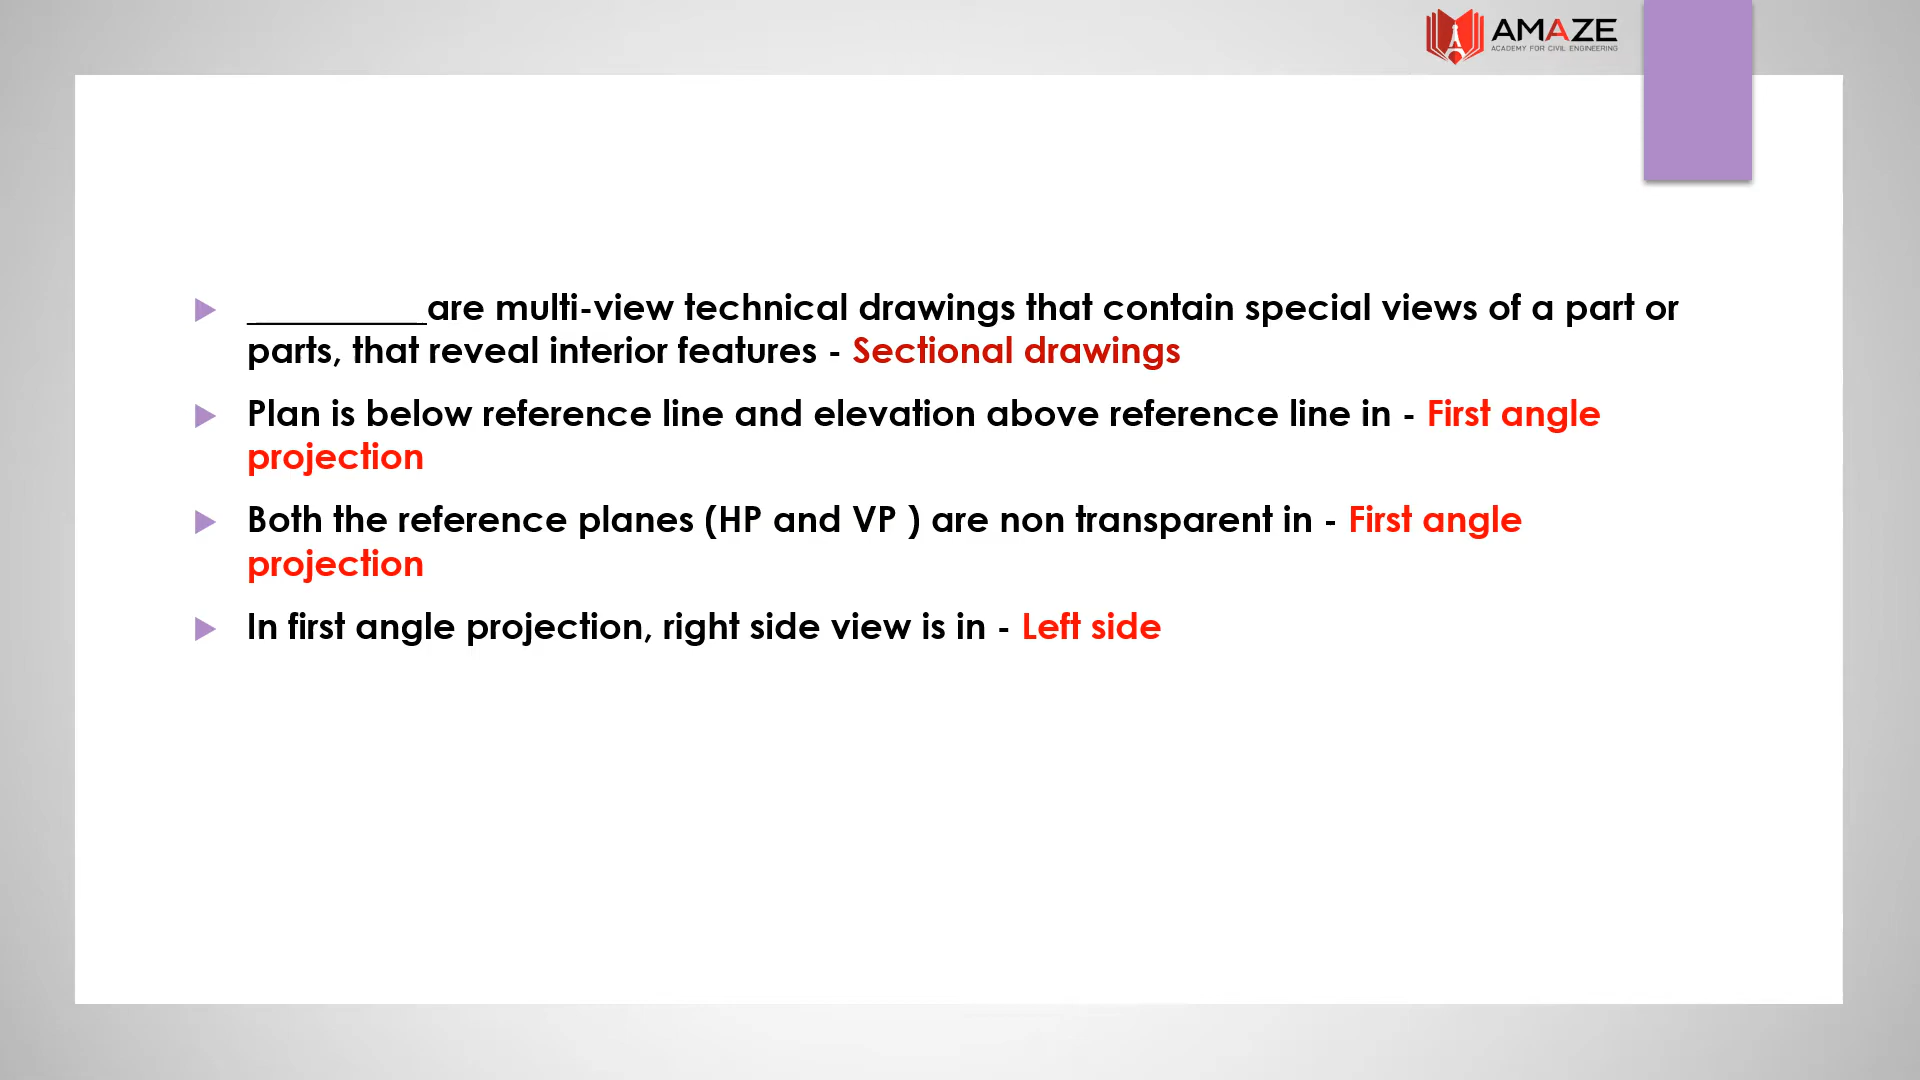 AMAZE
ACADEMY FOR CIVIL ENGINEERING
__________are multi-view technical drawings that contain special views of a part or
parts, that reveal interior features - Sectional drawings
Plan is below reference line and elevation above reference line in - First angle
projection
Both the reference planes (HP and VP ) are non transparent in - First angle
projection
In first angle projection, right side view is in - Left side